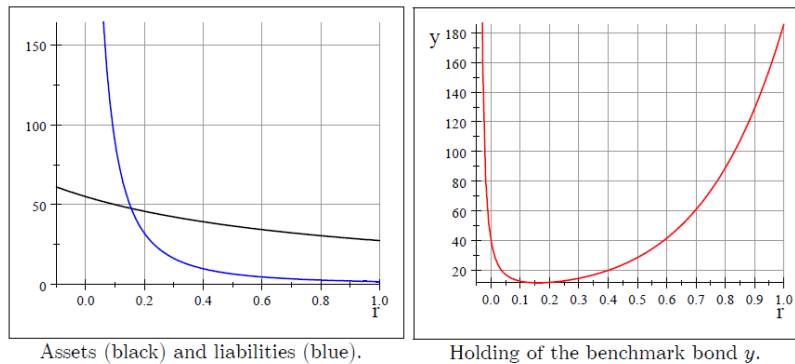 150
100
50
0
0.0 0.2 0.4 0.6 0.8 1.0
r
Assets (black) and liabilities (blue).
y
180
160
140
120
100
80
60
40
20
0.0 0.1 0.2 0.3 0.4 0.5 0.6 0.7 0.8 0.9 1.0
r
Holding of the benchmark bond y.